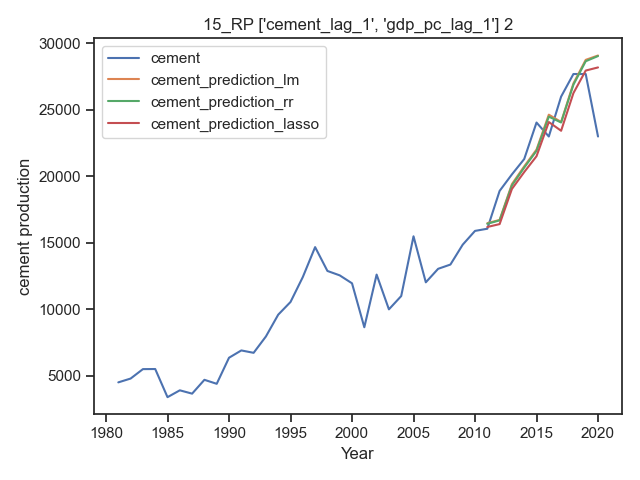 15_RP ['cement_lag_1', 'gdp_pc_lag_1'] 2
30000
25000
20000
15000
10000
5000
cement production
cement
cement_prediction_lm
cement_prediction_rr
cement_prediction_lasso
1980 1985 1990 1995 2000 2005 2010 2015 2020
Year